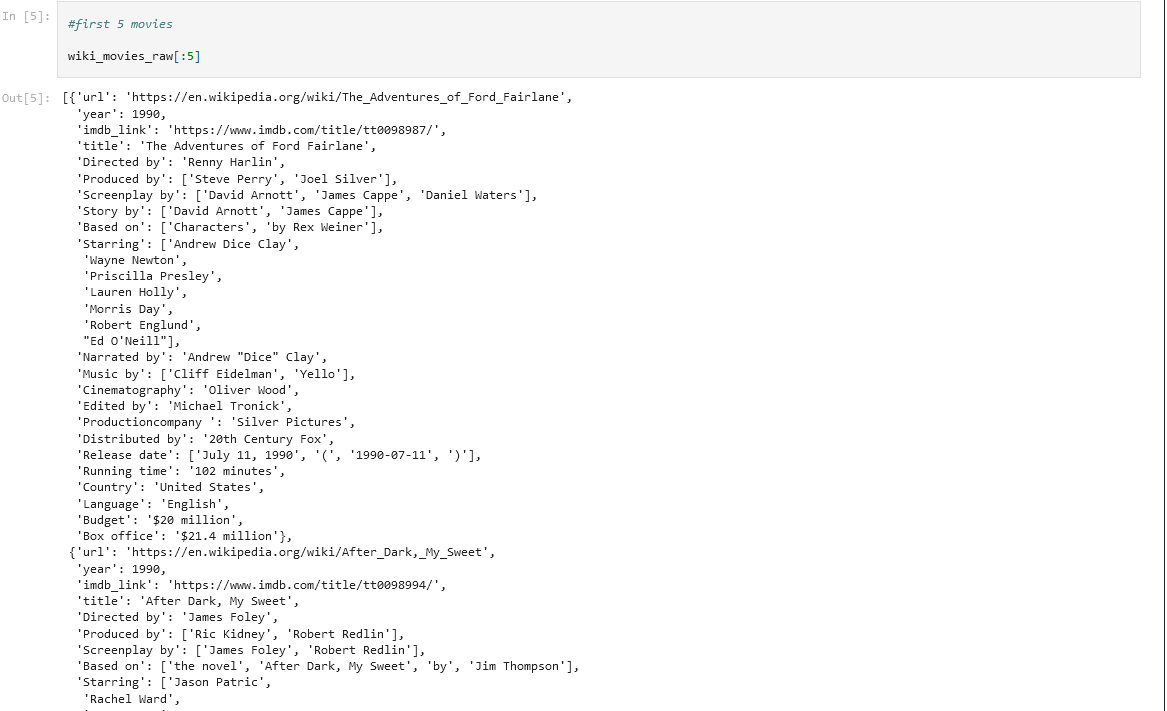 In [5]:
#first 5 movies
wiki_movies_raw[:5]
Out[5]:
[{'url': 'https://en.wikipedia.org/wiki/The_Adventures_of_Ford_Fairlane',
'year': 1990,
'imdb_link': 'https://www.imdb.com/title/tt0098987/',
'title': 'The Adventures of Ford Fairlane',
'Directed by': 'Renny Harlin',
'Produced by': ['Steve Perry', 'Joel Silver'],
'Screenplay by': ['David Arnott', 'James Cappe', 'Daniel Waters'],
'Story by': ['David Arnott', 'James Cappe'],
'Based on': ['Characters', 'by Rex Weiner'],
'Starring': ['Andrew Dice Clay',
'Wayne Newton',
'Priscilla Presley',
'Lauren Holly',
'Morris Day',
'Robert Englund',
"Ed O'Neill"],
'Narrated by': 'Andrew "Dice" Clay',
'Music by': ['Cliff Eidelman', 'Yello'],
'Cinematography': 'Oliver Wood',
'Edited by': 'Michael Tronick',
'Productioncompany ': 'Silver Pictures',
'Distributed by': '20th Century Fox',
'Release date': ['July 11, 1990', '(', '1990-07-11', ')'],
'Running time': '102 minutes',
'Country': 'United States',
'Language': 'English',
'Budget': '$20 million',
'Box office': '$21.4 million'},
{'url': 'https://en.wikipedia.org/wiki/After_Dark,_My_Sweet',
'year': 1990,
'imdb_link': 'https://www.imdb.com/title/tt0098994/',
'title': 'After Dark, My Sweet',
'Directed by': 'James Foley',
'Produced by': ['Ric Kidney', 'Robert Redlin'],
'Screenplay by': ['James Foley', 'Robert Redlin'],
'Based on': ['the novel', 'After Dark, My Sweet', 'by', 'Jim Thompson'],
'Starring': ['Jason Patric',
'Rachel Ward',